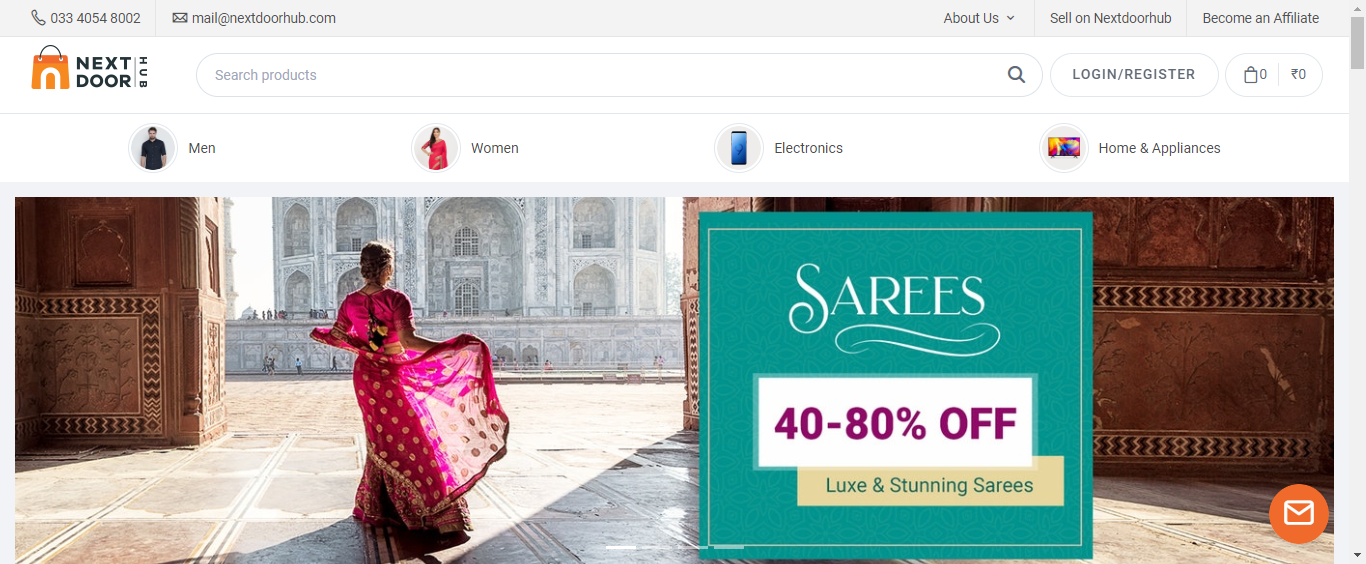 033 4054 8002
mail@nextdoorhub.com
About Us
Sell on Nextdoorhub
Become an Affiliate
NEXT
DOOR
HUB
Search products
LOGIN/REGISTER
0
₹0
Men
Women
Electronics
Home & Appliances
SAREES
40-80% OFF
Luxe & Stunning Sarees